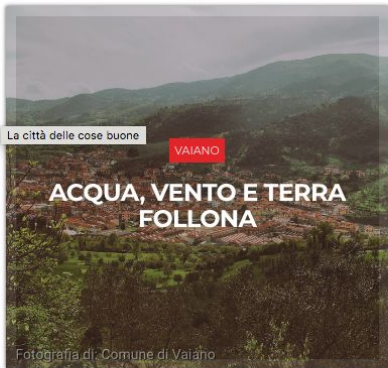 La città delle cose buone
VAIANO
ACQUA, VENTO E TERRA
FOLLONA
Fotografia di: Comune di Vaiano